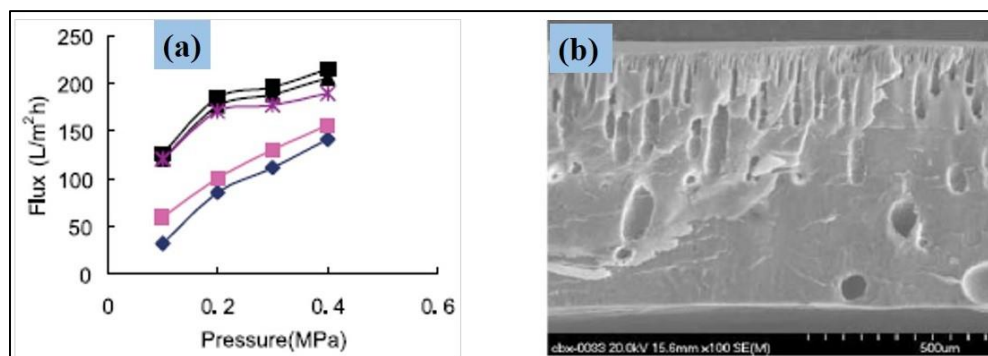 (a)
250
200
150
100
50
0
Flux (L/m²h)
0 0. 2 0. 4 0. 6
Pressure(MPa)
(b)
cbx-0033 20.0kV 15.6mm x100 SE(M) 500um